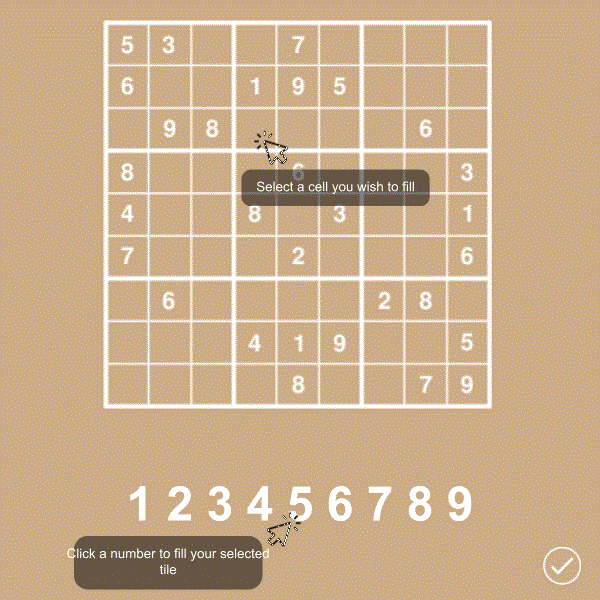 5 3 7
6 1 9 5
9 8 6
8 6 3
Select a cell you wish to fill
4 8 3 1
7 2 6
6 2 8
4 1 9 5
8 7 9
1 2 3 4 5 6 7 8 9
Click a number to fill your selected
tile